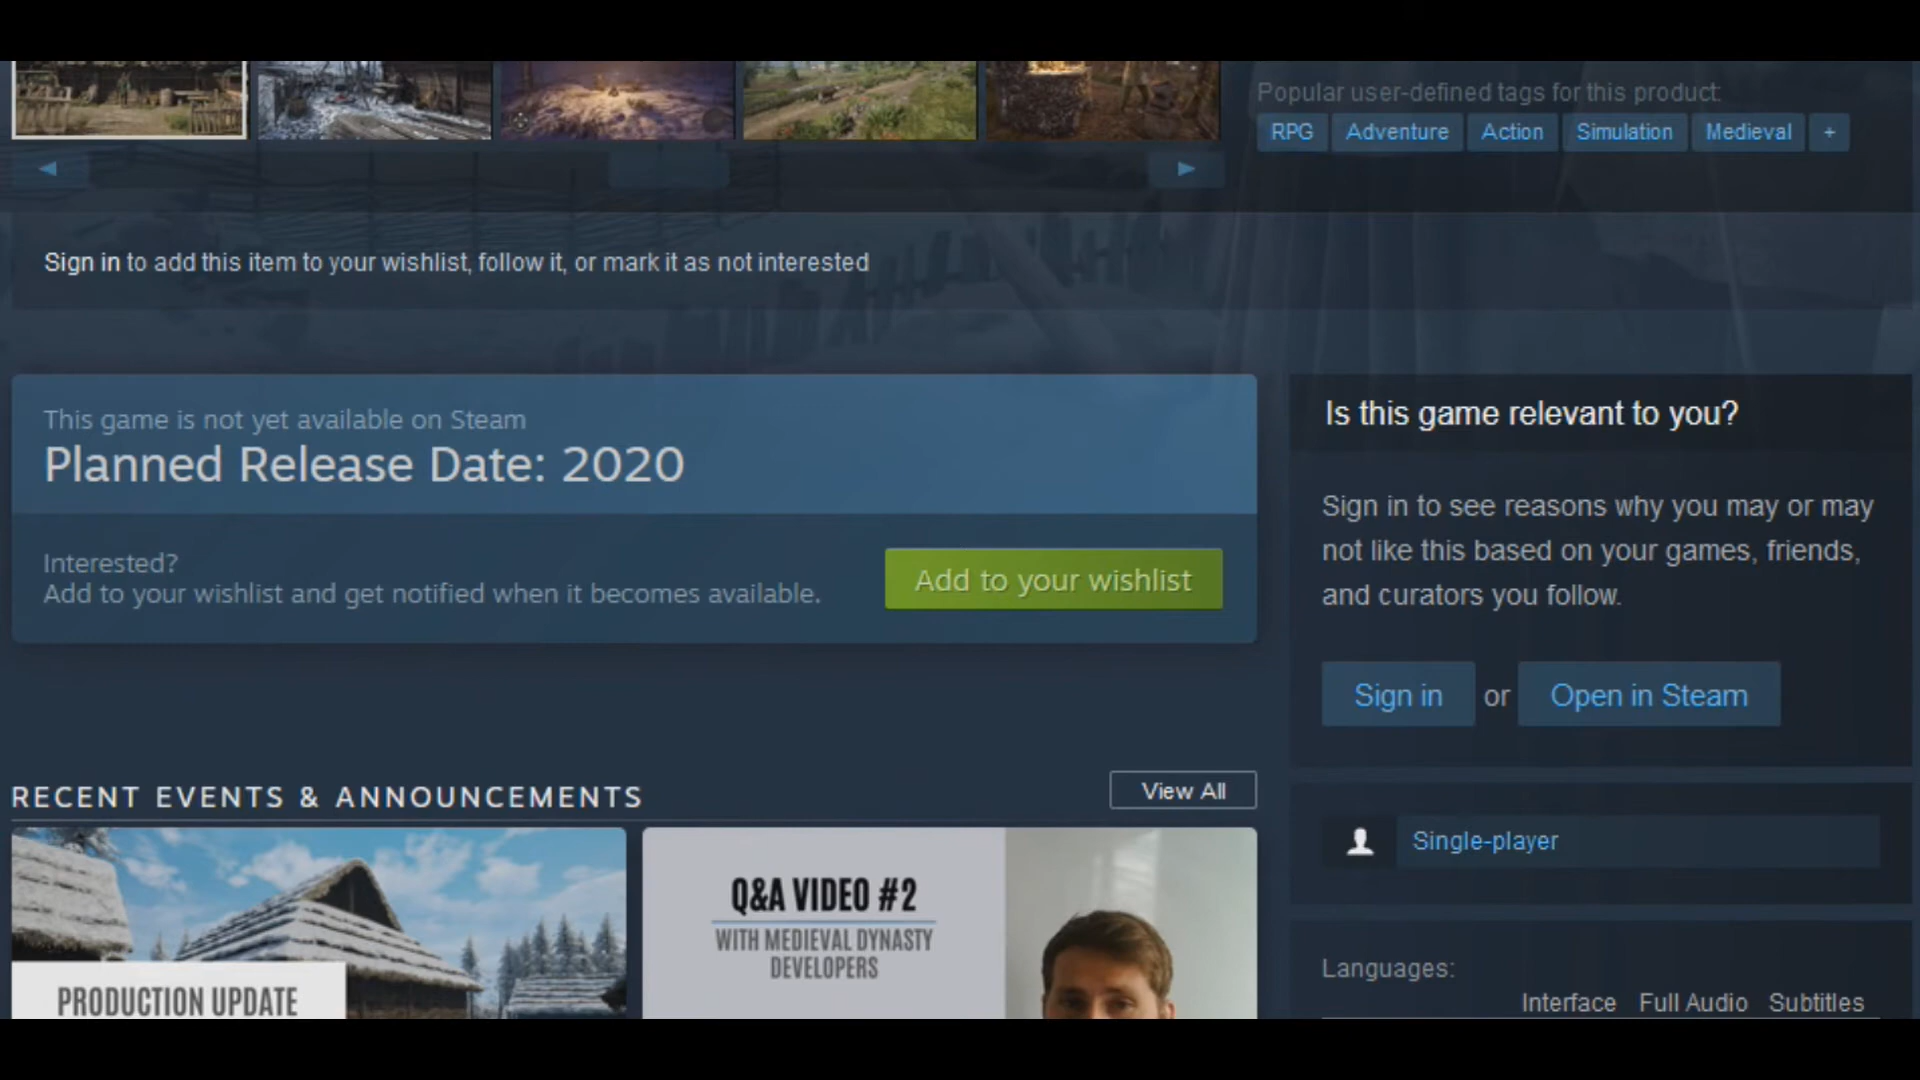 Popular user-defined tags for this product:
RPG Adventure Action Simulation Medieval +
Sign in to add this item to your wishlist, follow it, or mark it as not interested
This game is not yet available on Steam
Planned Release Date: 2020
Interested?
Add to your wishlist and get notified when it becomes available.
Add to your wishlist
Is this game relevant to you?
Sign in to see reasons why you may or may
not like this based on your games, friends,
and curators you follow.
Sign in or Open in Steam
RECENT EVENTS & ANNOUNCEMENTS
View All
PRODUCTION UPDATE
Q&A VIDEO #2
WITH MEDIEVAL DYNASTY
DEVELOPERS
Single-player
Languages:
Interface Full Audio Subtitles